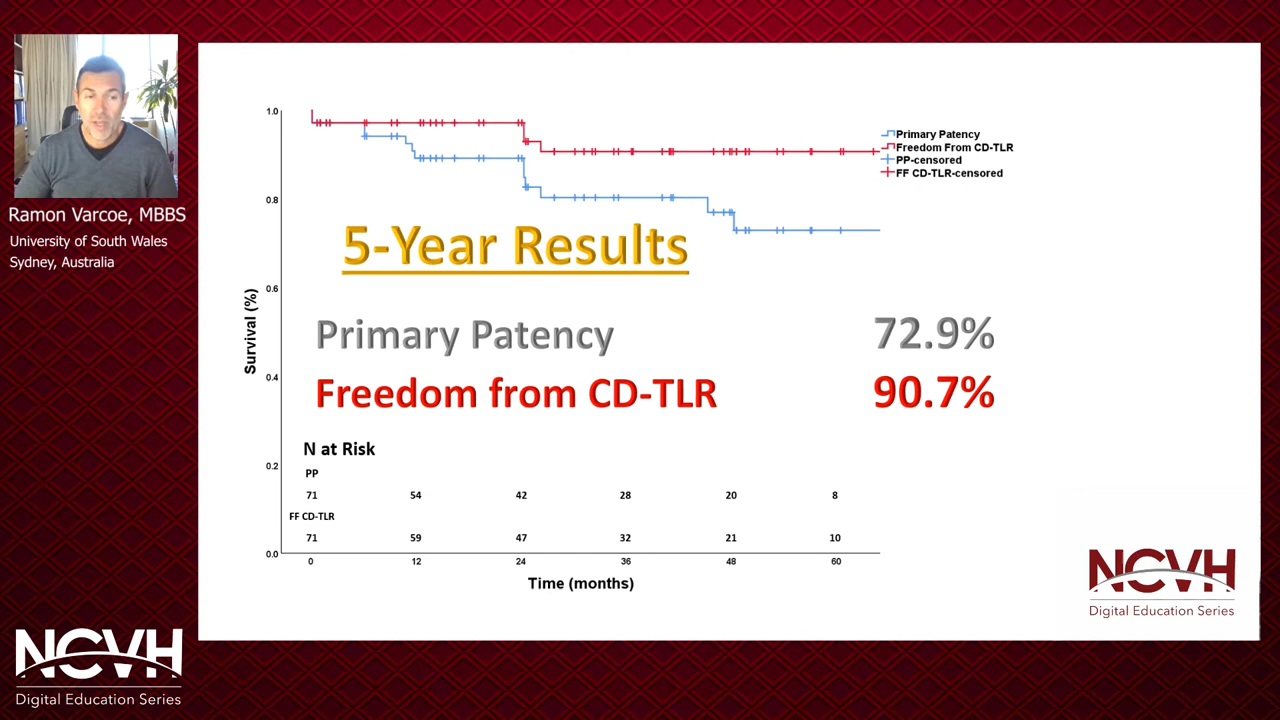 Ramon Varcoe, MBBS
University of South Wales
Sydney, Australia
1.0
0.8
0.6
0.4
0.2
0.0
Survival (%)
Primary Patency
Freedom From CD-TLR
PP-censored
FF CD-TLR-censored
5-Year Results
Primary Patency 72.9%
Freedom from CD-TLR 90.7%
N at Risk
PP
71 54 42 28 20 8
FF CD-TLR
71 59 47 32 21 10
0 12 24 36 48 60
Time (months)
NCVH
Digital Education Series
NCVH
Digital Education Series